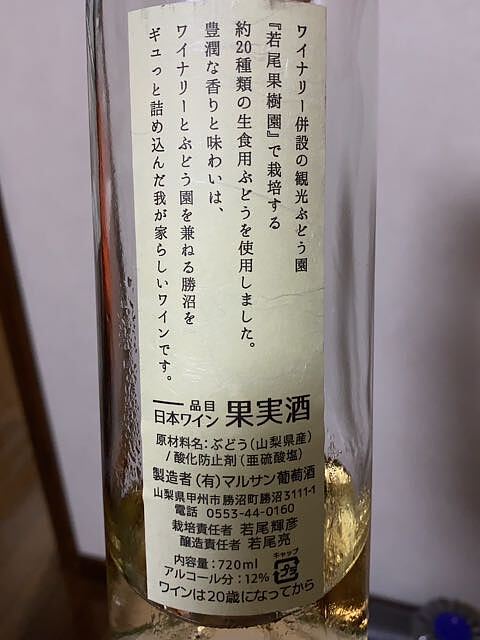 ワイナリー併設の観光ぶどう園
『若尾果樹園』で栽培する
約20種類の生食用ぶどうを使用しました。
豊潤な香りと味わいは、
ワイナリーとぶどう園を兼ねる勝沼を
ギュっと詰め込んだ我が家らしいワインです。
品目
日本ワイン 果実酒
原材料名：ぶどう（山梨県産）
/ 酸化防止剤（亜硫酸塩）
製造者（有）マルサン葡萄酒
山梨県甲州市勝沼町勝沼3111-1
電話 0553-44-0160
栽培責任者 若尾輝彦
醸造責任者 若尾亮
内容量：720ml
アルコール分：12%
キャップ
プラ
ワインは20歳になってから